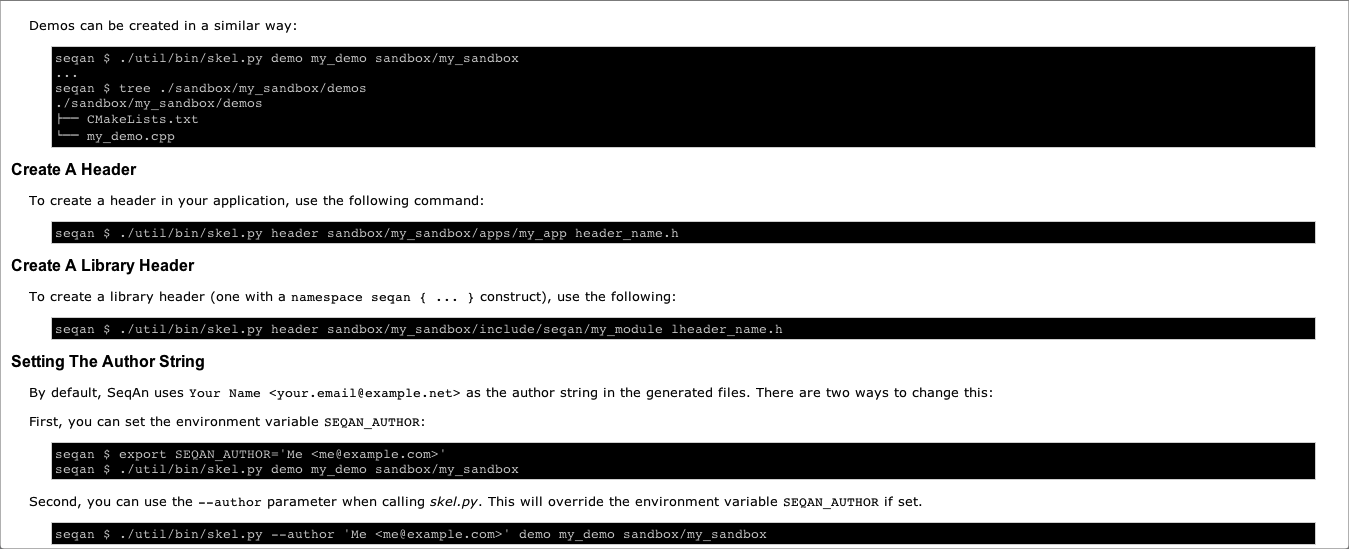 Demos can be created in a similar way:
seqan $ ./util/bin/skel.py demo my_demo sandbox/my_sandbox
...
seqan $ tree ./sandbox/my_sandbox/demos
./sandbox/my_sandbox/demos
├── CMakeLists.txt
└── my_demo.cpp
Create A Header
To create a header in your application, use the following command:
seqan $ ./util/bin/skel.py header sandbox/my_sandbox/apps/my_app header_name.h
Create A Library Header
To create a library header (one with a namespace seqan { ... } construct), use the following:
seqan $ ./util/bin/skel.py header sandbox/my_sandbox/include/seqan/my_module lheader_name.h
Setting The Author String
By default, SeqAn uses Your Name <your.email@example.net> as the author string in the generated files. There are two ways to change this:
First, you can set the environment variable SEQAN_AUTHOR:
seqan $ export SEQAN_AUTHOR='Me <me@example.com>'
seqan $ ./util/bin/skel.py demo my_demo sandbox/my_sandbox
Second, you can use the --author parameter when calling skel.py. This will override the environment variable SEQAN_AUTHOR if set.
seqan $ ./util/bin/skel.py --author 'Me <me@example.com>' demo my_demo sandbox/my_sandbox